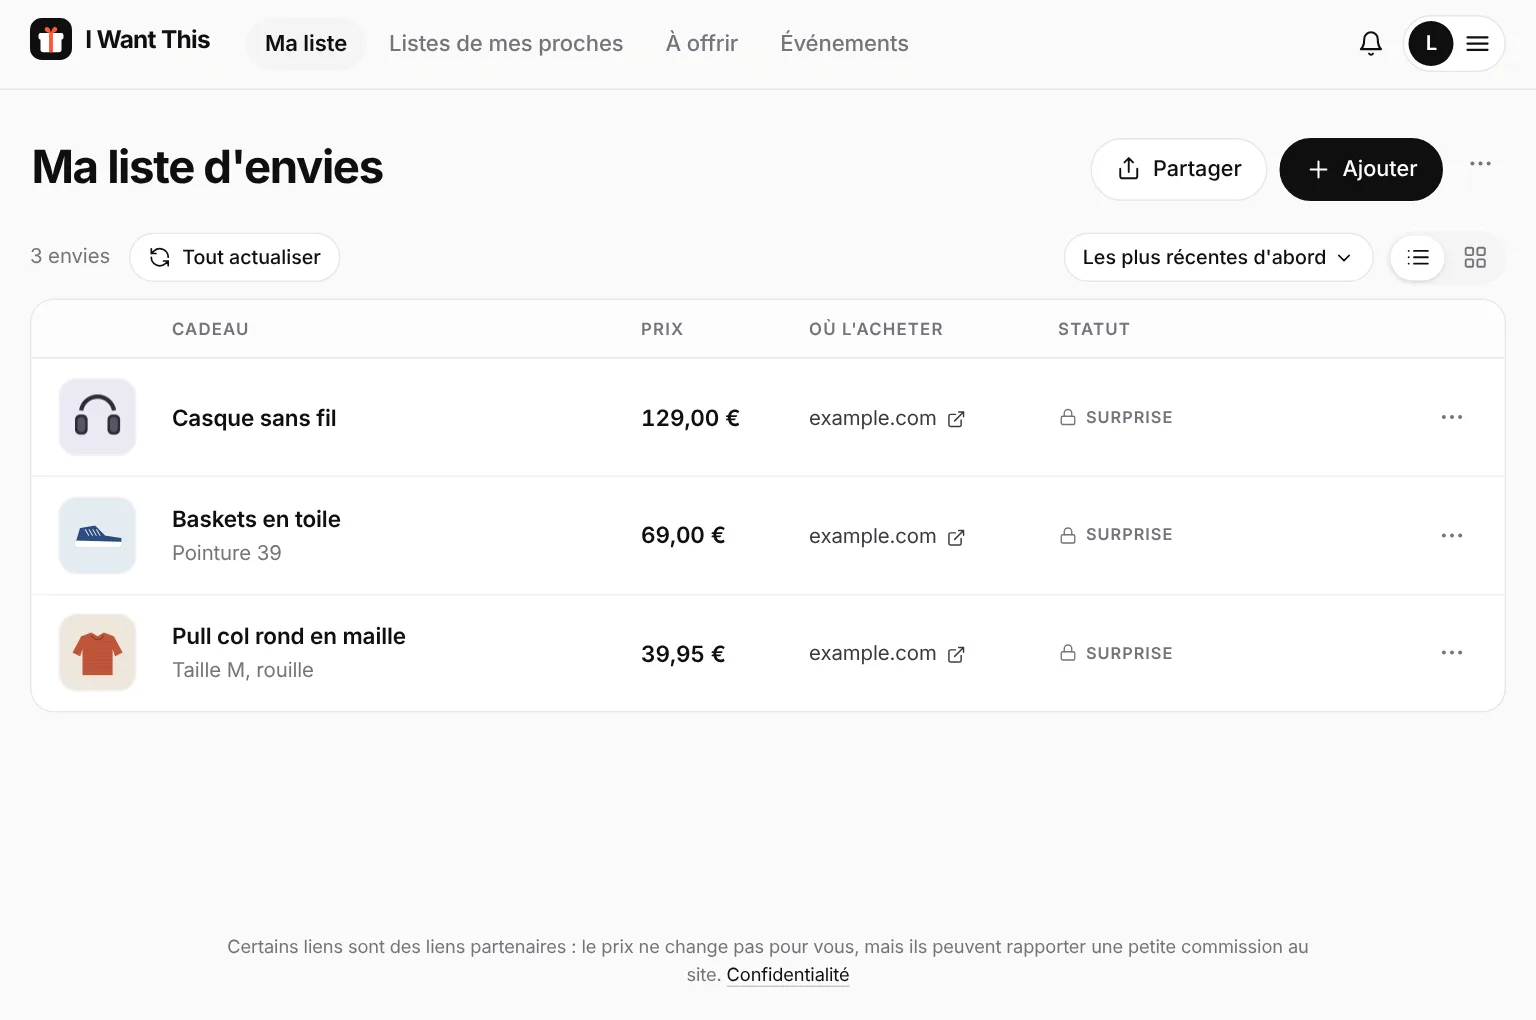 I Want This
Ma liste
Listes de mes proches
À offrir
Événements
L
Ma liste d'envies
Partager
Ajouter
3 envies
Tout actualiser
Les plus récentes d'abord
CADEAU
PRIX
OÙ L'ACHETER
STATUT
Casque sans fil
129,00 €
example.com
SURPRISE
Baskets en toile
Pointure 39
69,00 €
example.com
SURPRISE
Pull col rond en maille
Taille M, rouille
39,95 €
example.com
SURPRISE
Certains liens sont des liens partenaires : le prix ne change pas pour vous, mais ils peuvent rapporter une petite commission au
site. Confidentialité